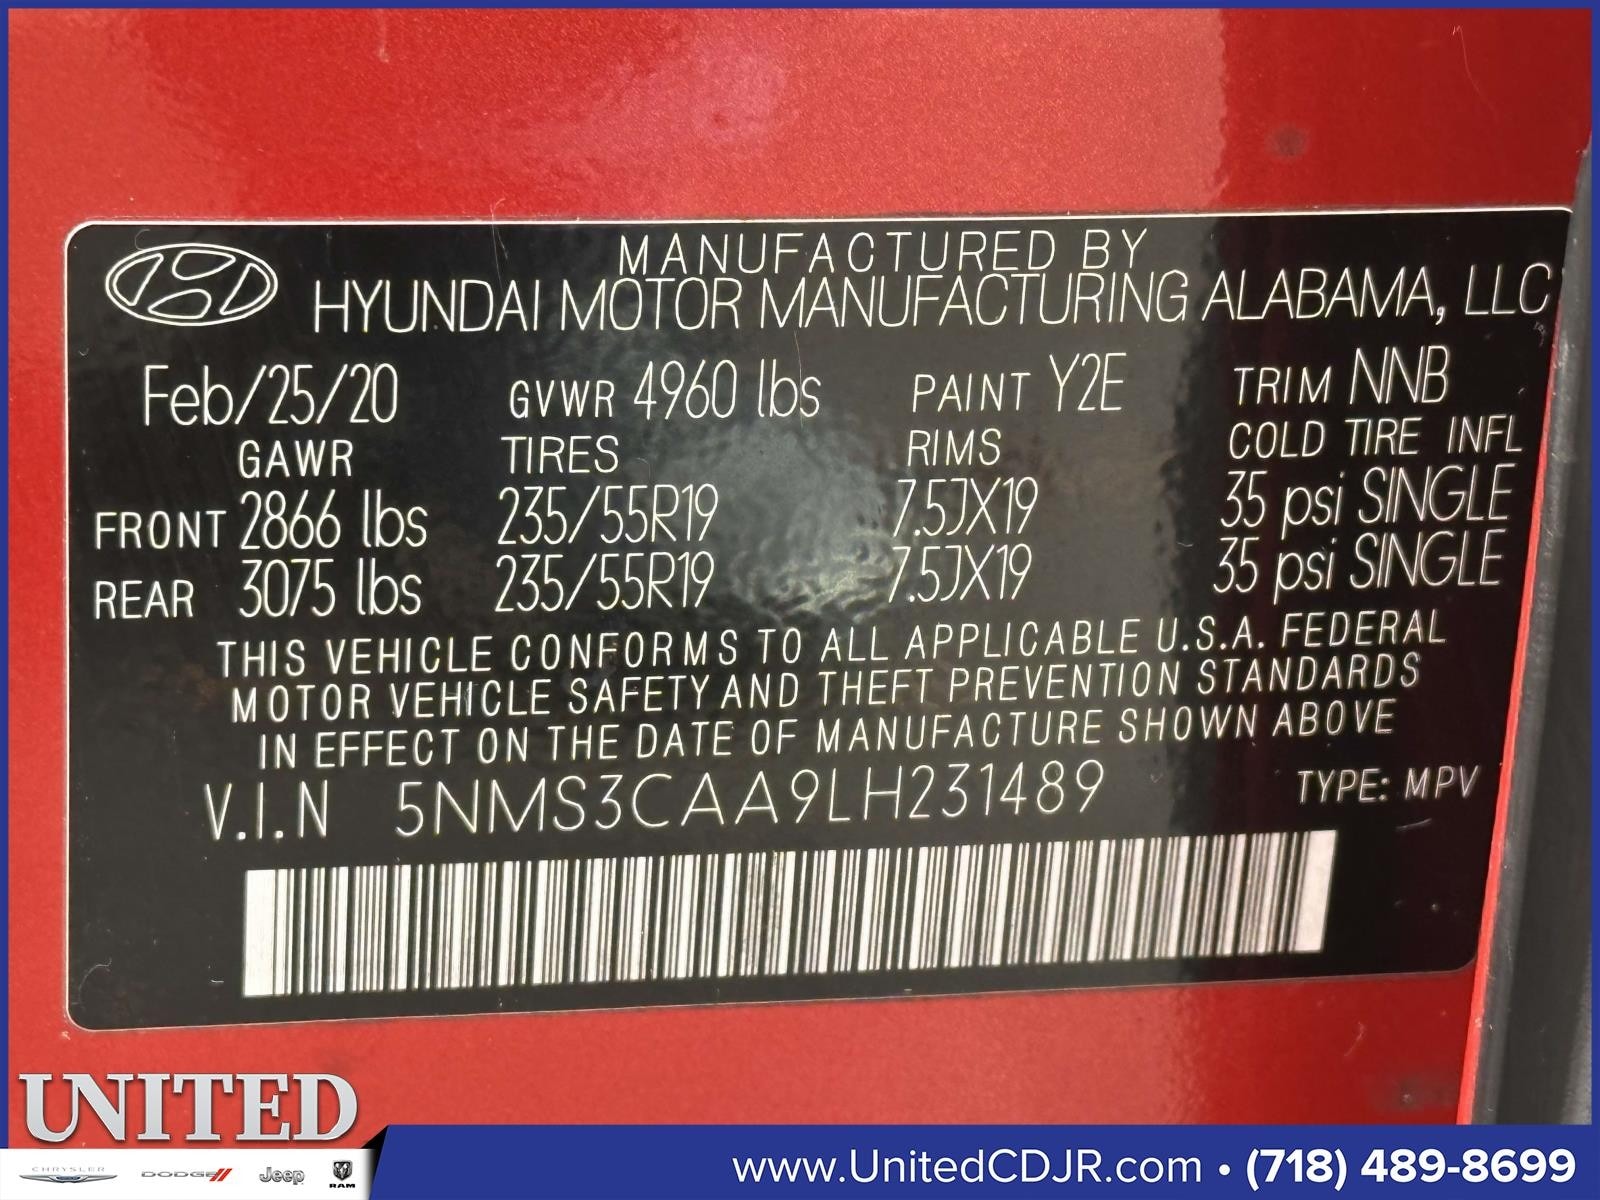 MANUFACTURED BY
HYUNDAI MOTOR MANUFACTURING ALABAMA, LLC
Feb/25/20 GVWR 4960 lbs PAINT Y2E TRIM NNB
GAWR TIRES RIMS COLD TIRE INFL
FRONT 2866 lbs 235/55R19 7.5JX19 35 psi SINGLE
REAR 3075 lbs 235/55R19 7.5JX19 35 psi SINGLE
THIS VEHICLE CONFORMS TO ALL APPLICABLE U.S.A. FEDERAL
MOTOR VEHICLE SAFETY AND THEFT PREVENTION STANDARDS
IN EFFECT ON THE DATE OF MANUFACTURE SHOWN ABOVE
V.I.N 5NMS3CAA9LH231489 TYPE: MPV
UNITED
CHRYSLER DODGE Jeep RAM
www.UnitedCDJR.com • (718) 489-8699